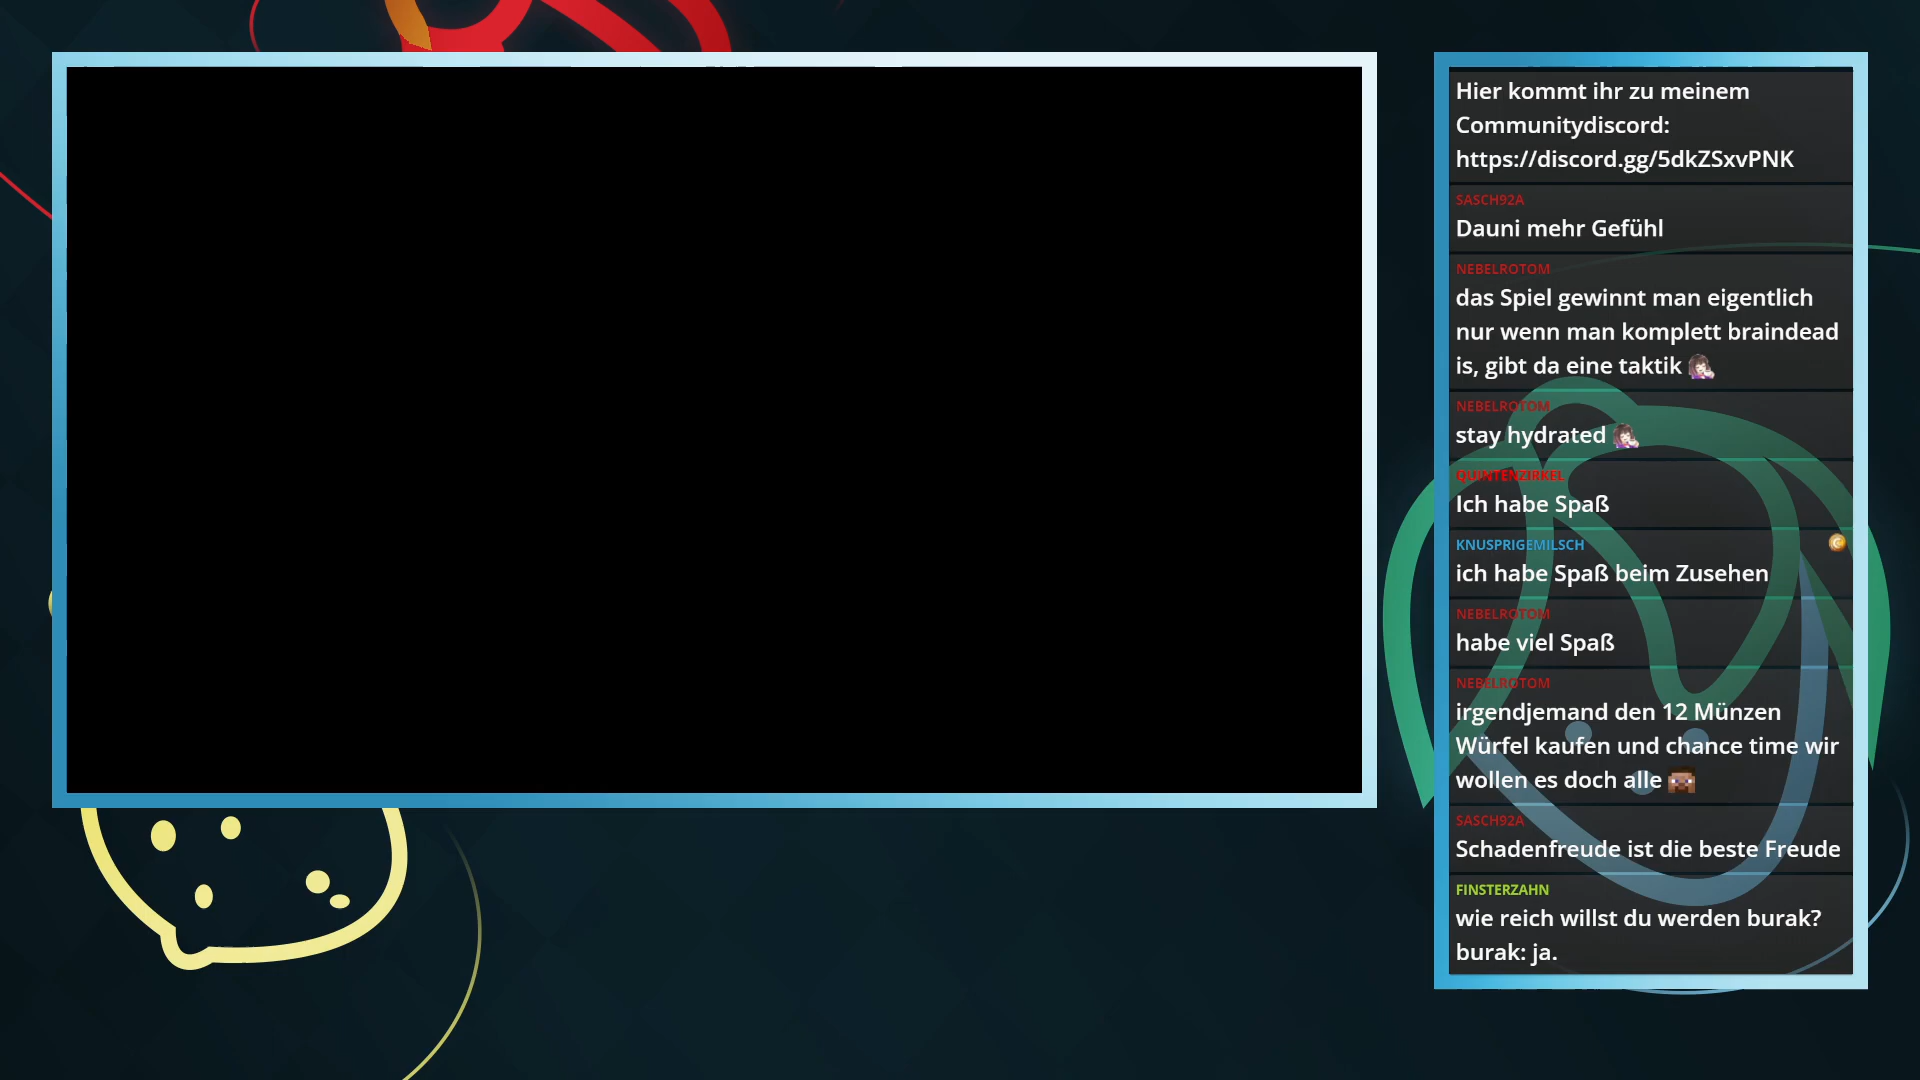 Hier kommt ihr zu meinem
Communitydiscord:
https://discord.gg/5dkZSxvPNK
SASCH92A
Dauni mehr Gefühl
NEBELROTOM
das Spiel gewinnt man eigentlich
nur wenn man komplett braindead
is, gibt da eine taktik
NEBELROTOM
stay hydrated
QUINTENZIRKEL
Ich habe Spaß
KNUSPRIGEMILSCH
ich habe Spaß beim Zusehen
NEBELROTOM
habe viel Spaß
NEBELROTOM
irgendjemand den 12 Münzen
Würfel kaufen und chance time wir
wollen es doch alle
SASCH92A
Schadenfreude ist die beste Freude
FINSTERZAHN
wie reich willst du werden burak?
burak: ja.